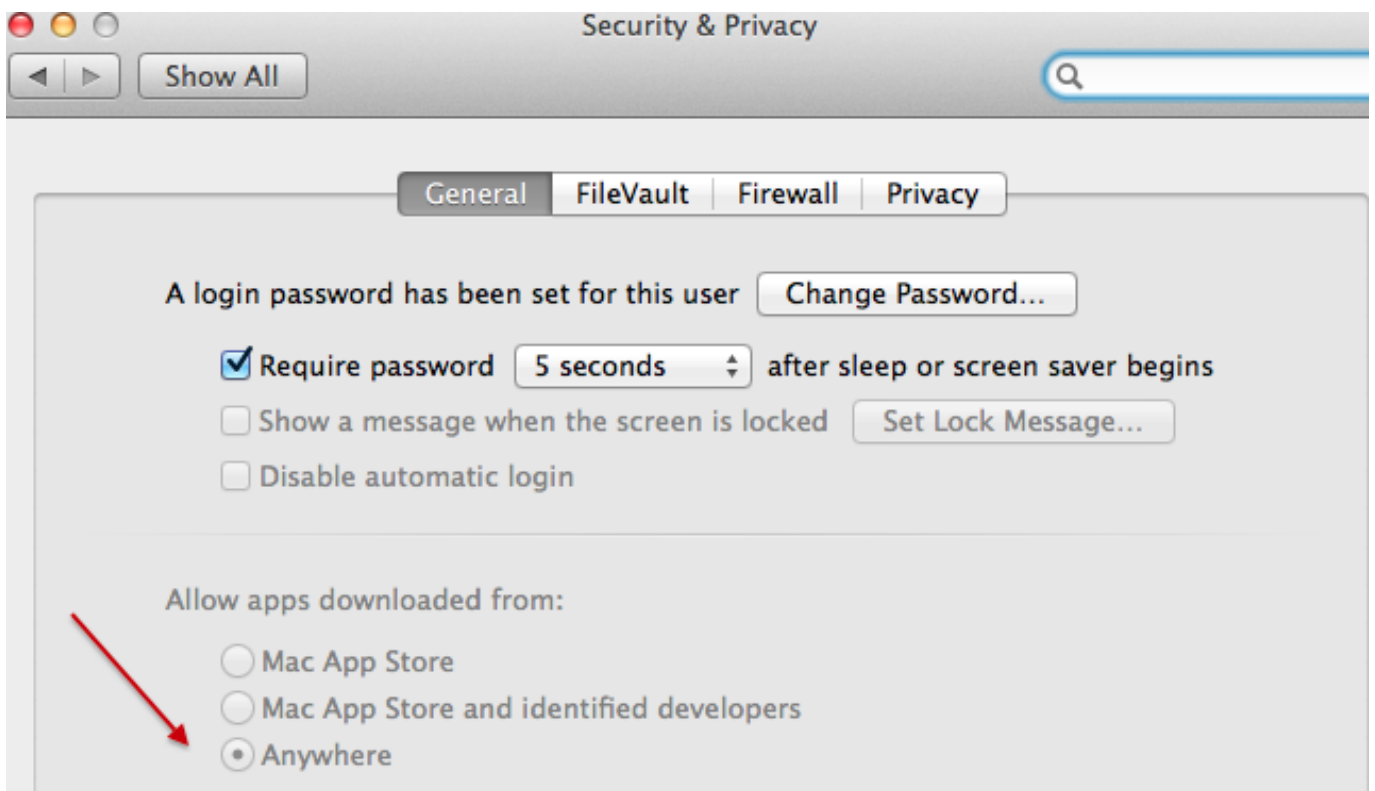 Security & Privacy
Show All
General FileVault Firewall Privacy
A login password has been set for this user Change Password...
Require password 5 seconds after sleep or screen saver begins
Show a message when the screen is locked Set Lock Message...
Disable automatic login
Allow apps downloaded from:
Mac App Store
Mac App Store and identified developers
Anywhere